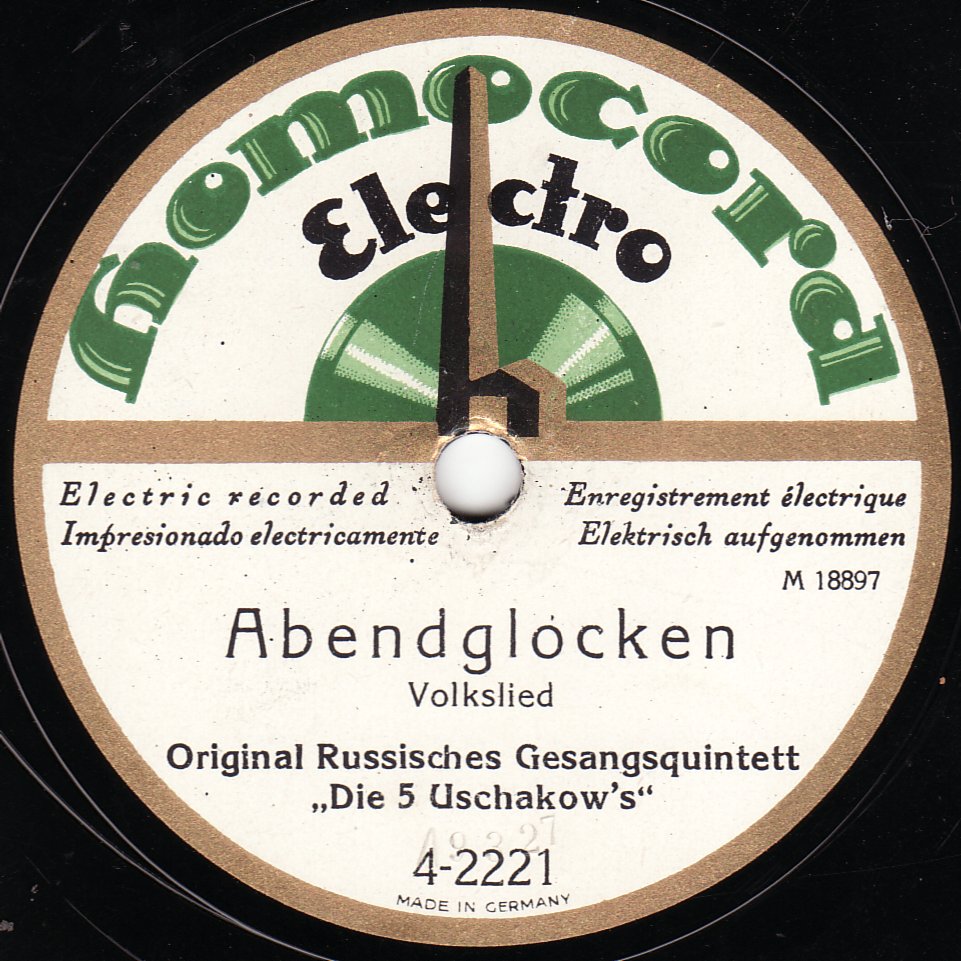 homocord
Electro
h
Electric recorded
Impresionado electricamente
Enregistrement électrique
Elektrisch aufgenommen
M 18897
Abendglocken
Volkslied
Original Russisches Gesangsquintett
„Die 5 Uschakow's“
4-2221
MADE IN GERMANY